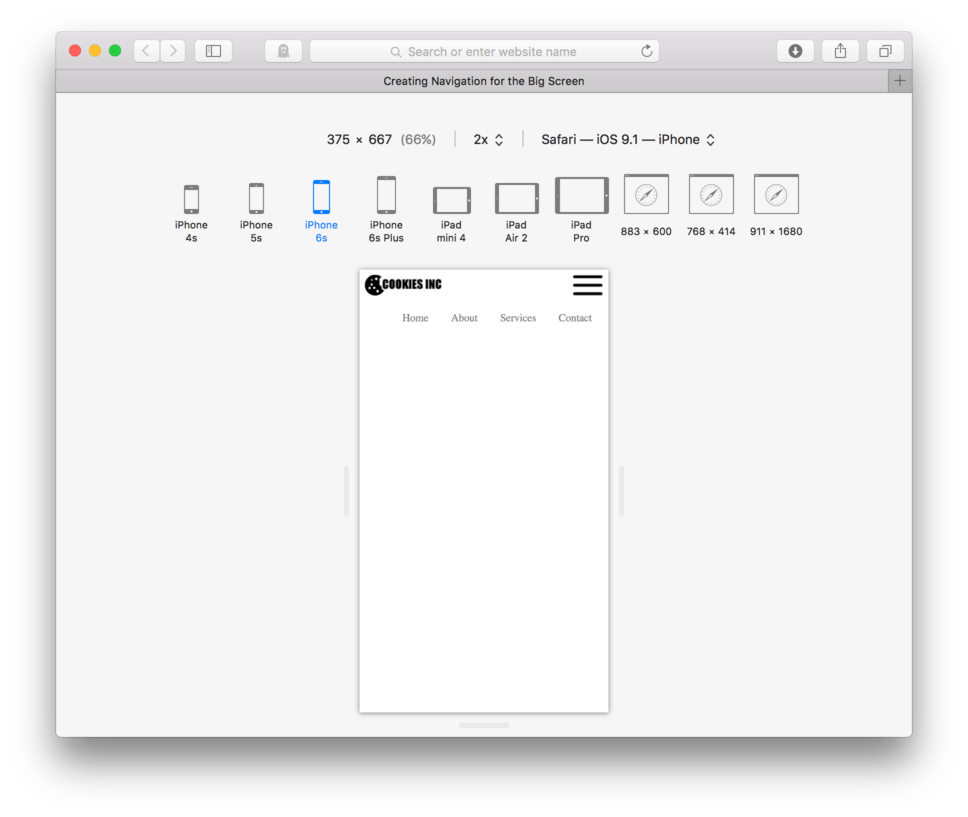 Search or enter website name
Creating Navigation for the Big Screen
375 × 667 (66%) 2x Safari — iOS 9.1 — iPhone
iPhone 4s
iPhone 5s
iPhone 6s
iPhone 6s Plus
iPad mini 4
iPad Air 2
iPad Pro
883 × 600
768 × 414
911 × 1680
COOKIES INC
Home About Services Contact